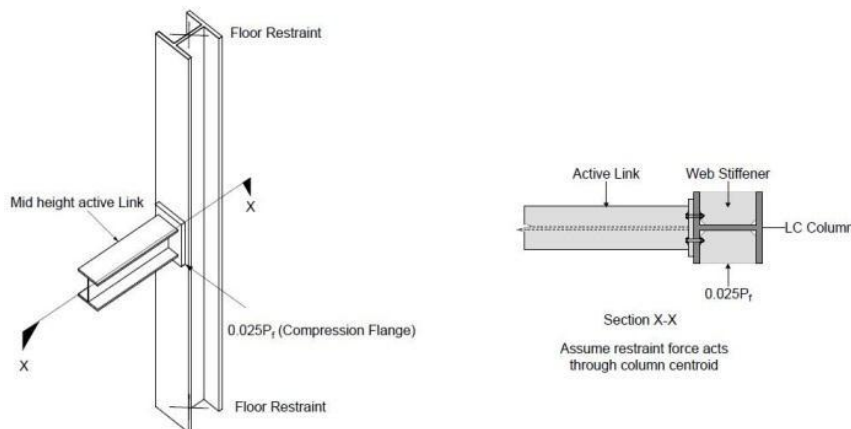 Floor Restraint
Mid height active Link
X
X
0.025Pf (Compression Flange)
Floor Restraint
Active Link
Web Stiffener
LC Column
0.025Pf
Section X-X
Assume restraint force acts
through column centroid